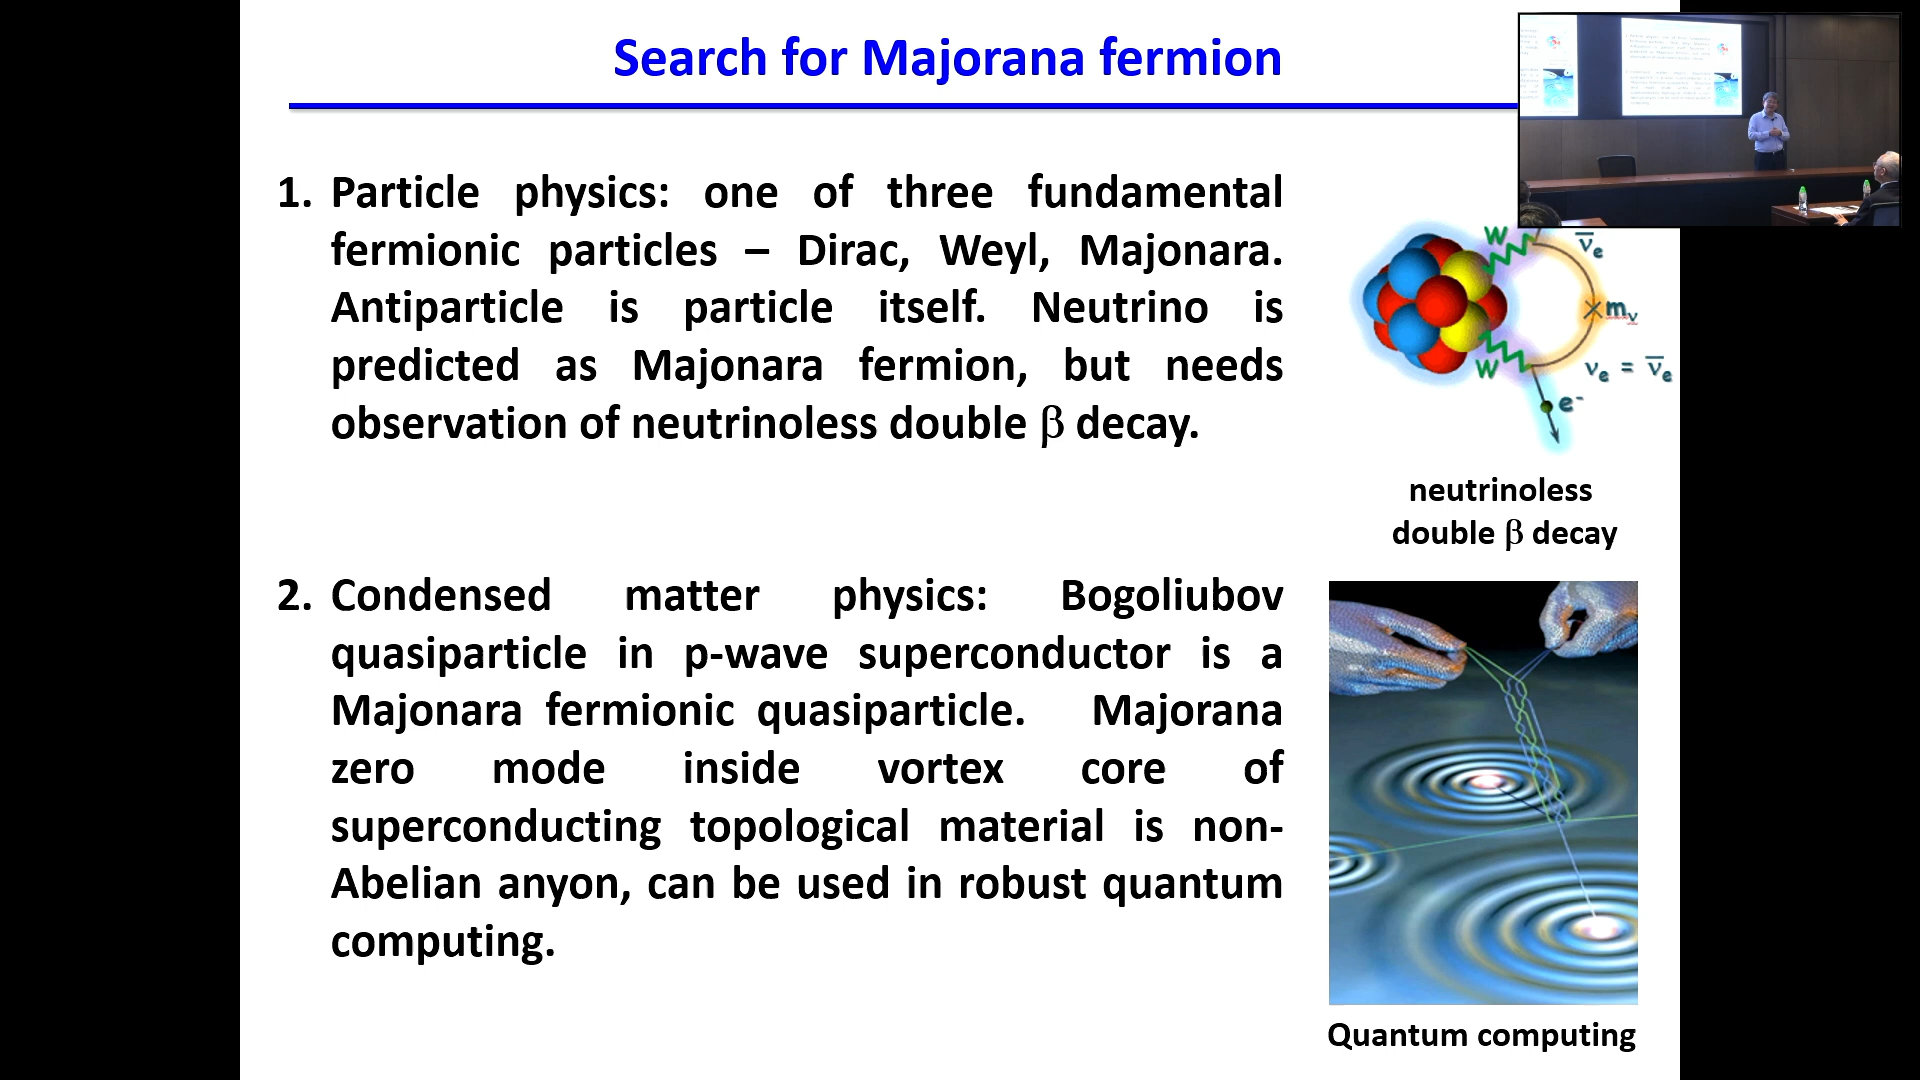 Search for Majorana fermion
1. Particle physics: one of three fundamental
fermionic particles – Dirac, Weyl, Majonara.
Antiparticle is particle itself. Neutrino is
predicted as Majonara fermion, but needs
observation of neutrinoless double β decay.
W
ν̅e
mν
W
νe = ν̅e
e-
neutrinoless
double β decay
2. Condensed matter physics: Bogoliubov
quasiparticle in p-wave superconductor is a
Majonara fermionic quasiparticle. Majorana
zero mode inside vortex core of
superconducting topological material is non-
Abelian anyon, can be used in robust quantum
computing.
Quantum computing